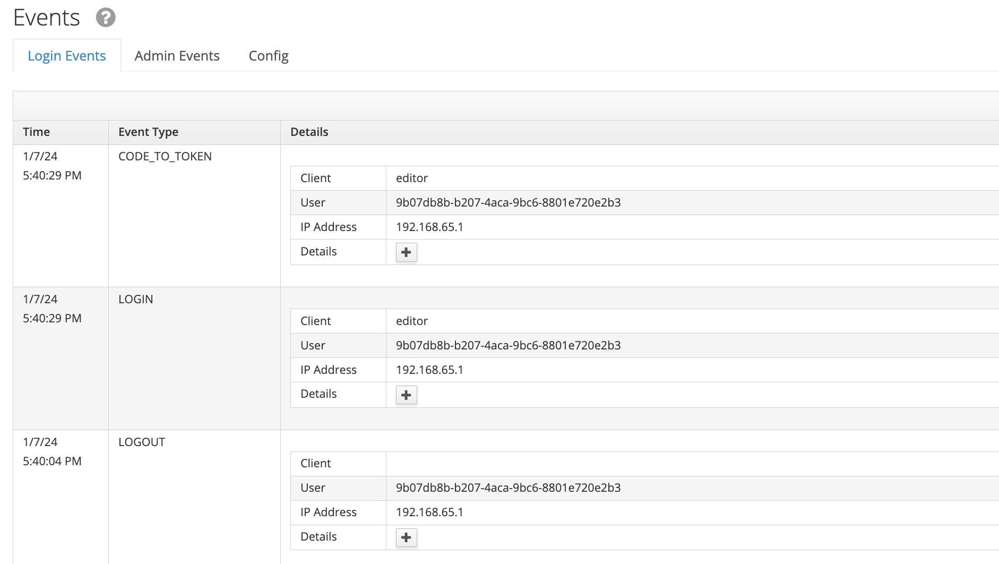 Events ?
Login Events Admin Events Config
Time Event Type Details
1/7/24 CODE_TO_TOKEN
5:40:29 PM
Client editor
User 9b07db8b-b207-4aca-9bc6-8801e720e2b3
IP Address 192.168.65.1
Details +
1/7/24 LOGIN
5:40:29 PM
Client editor
User 9b07db8b-b207-4aca-9bc6-8801e720e2b3
IP Address 192.168.65.1
Details +
1/7/24 LOGOUT
5:40:04 PM
Client
User 9b07db8b-b207-4aca-9bc6-8801e720e2b3
IP Address 192.168.65.1
Details +